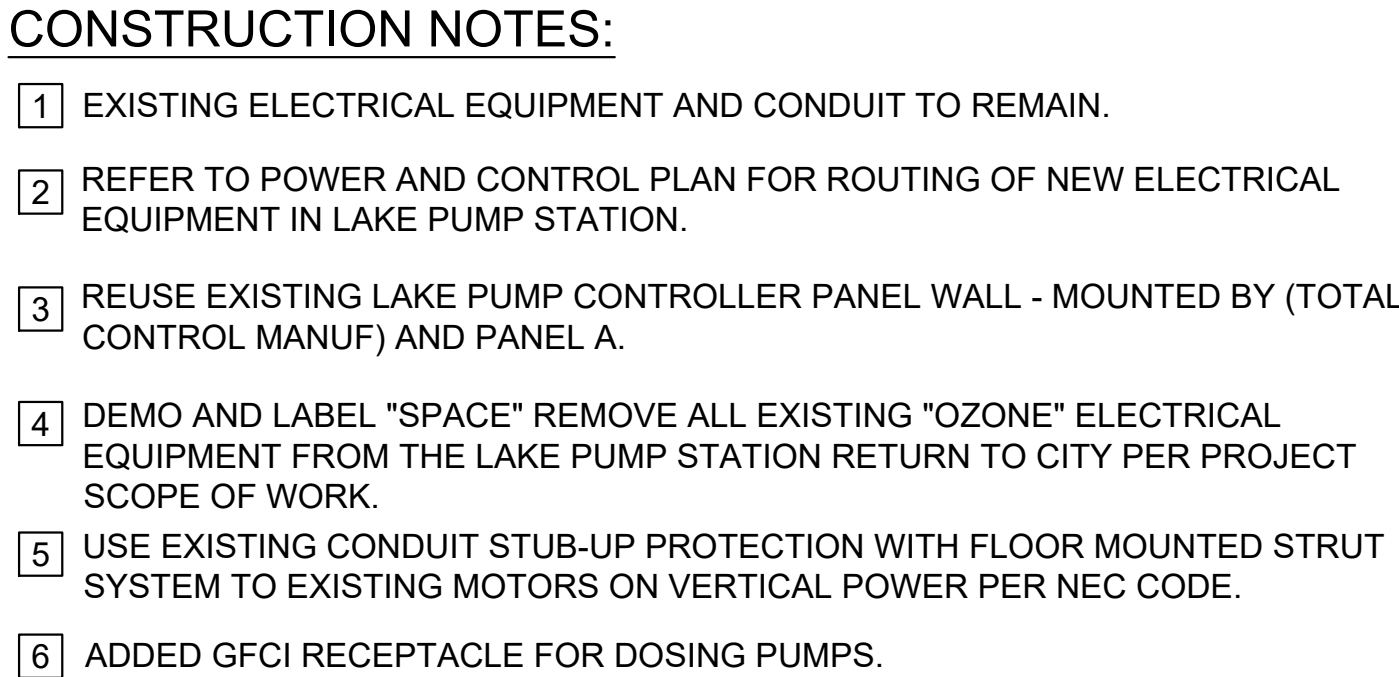 CONSTRUCTION NOTES:
1 EXISTING ELECTRICAL EQUIPMENT AND CONDUIT TO REMAIN.
2 REFER TO POWER AND CONTROL PLAN FOR ROUTING OF NEW ELECTRICAL
EQUIPMENT IN LAKE PUMP STATION.
3 REUSE EXISTING LAKE PUMP CONTROLLER PANEL WALL - MOUNTED BY (TOTAL
CONTROL MANUF) AND PANEL A.
4 DEMO AND LABEL "SPACE" REMOVE ALL EXISTING "OZONE" ELECTRICAL
EQUIPMENT FROM THE LAKE PUMP STATION RETURN TO CITY PER PROJECT
SCOPE OF WORK.
5 USE EXISTING CONDUIT STUB-UP PROTECTION WITH FLOOR MOUNTED STRUT
SYSTEM TO EXISTING MOTORS ON VERTICAL POWER PER NEC CODE.
6 ADDED GFCI RECEPTACLE FOR DOSING PUMPS.